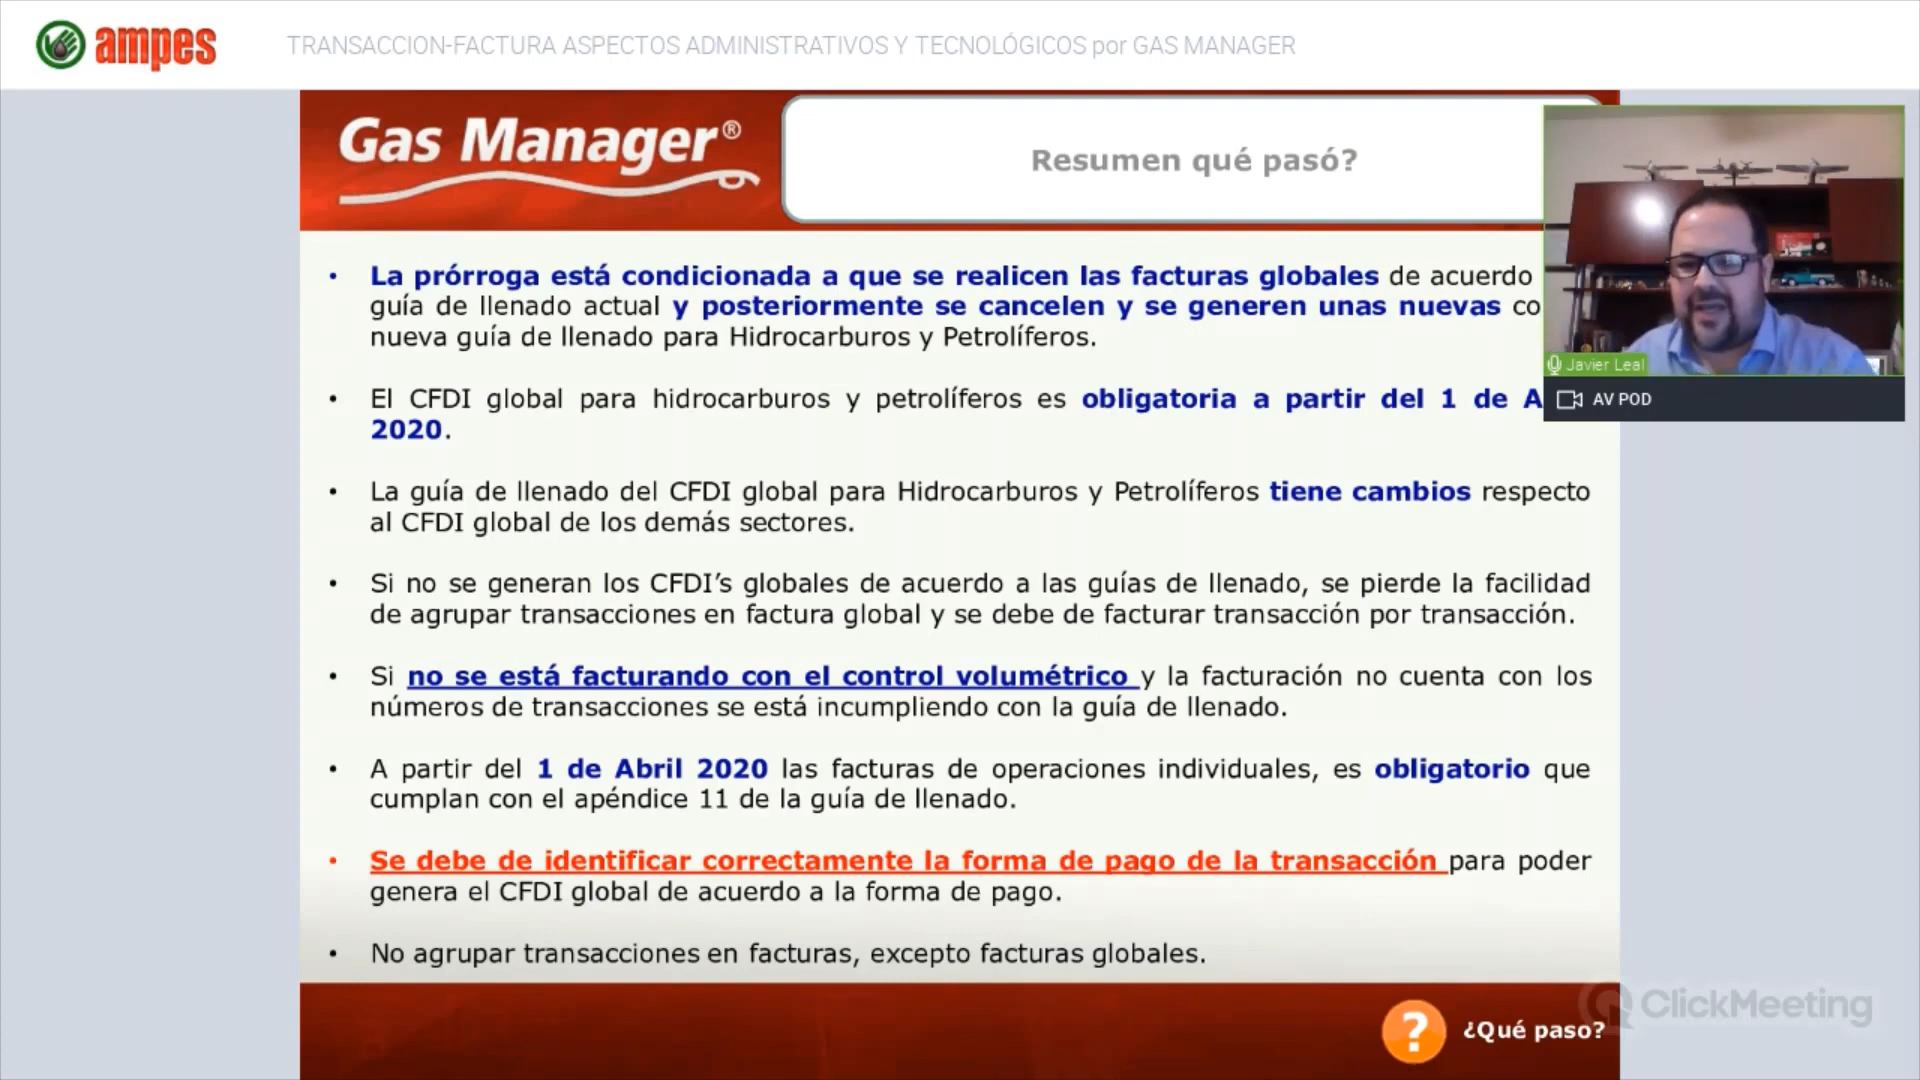 ampes
TRANSACCION-FACTURA ASPECTOS ADMINISTRATIVOS Y TECNOLÓGICOS por GAS MANAGER
Gas Manager®
Resumen qué pasó?
• La prórroga está condicionada a que se realicen las facturas globales de acuerdo
guía de llenado actual y posteriormente se cancelen y se generen unas nuevas
nueva guía de llenado para Hidrocarburos y Petrolíferos.
• El CFDI global para hidrocarburos y petrolíferos es obligatoria a partir del 1 de
2020.
• La guía de llenado del CFDI global para Hidrocarburos y Petrolíferos tiene cambios respecto
al CFDI global de los demás sectores.
• Si no se generan los CFDI’s globales de acuerdo a las guías de llenado, se pierde la facilidad
de agrupar transacciones en factura global y se debe de facturar transacción por transacción.
• Si no se está facturando con el control volumétrico y la facturación no cuenta con los
números de transacciones se está incumpliendo con la guía de llenado.
• A partir del 1 de Abril 2020 las facturas de operaciones individuales, es obligatorio que
cumplan con el apéndice 11 de la guía de llenado.
• Se debe de identificar correctamente la forma de pago de la transacción para poder
genera el CFDI global de acuerdo a la forma de pago.
• No agrupar transacciones en facturas, excepto facturas globales.
Javier Leal
AV POD
ClickMeeting
? ¿Qué paso?